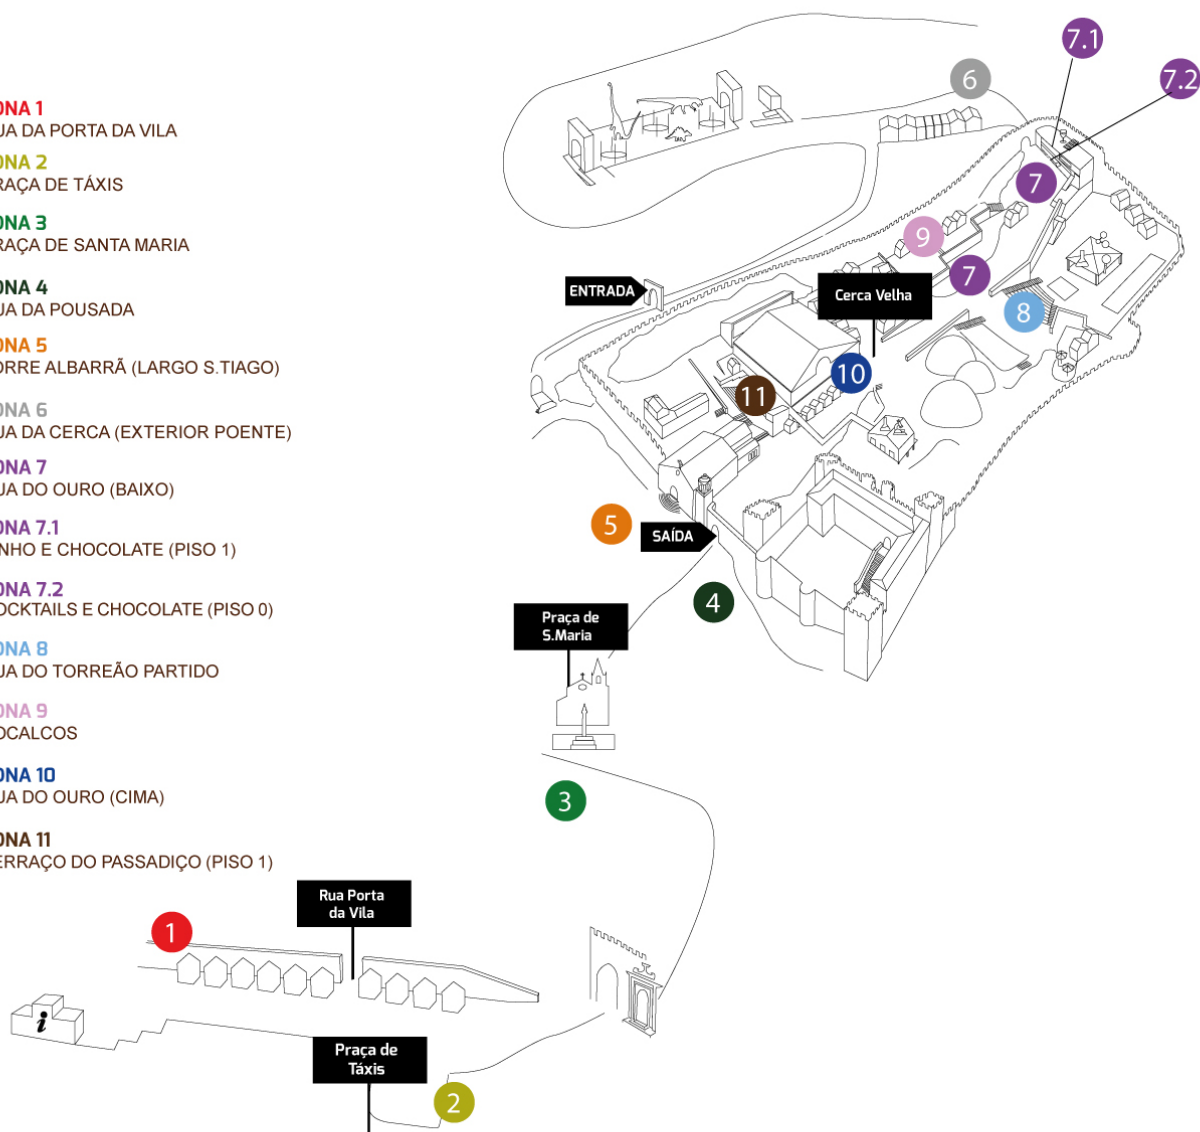 ONA 1
UA DA PORTA DA VILA
ONA 2
RAÇA DE TÁXIS
ONA 3
RAÇA DE SANTA MARIA
ONA 4
UA DA POUSADA
ONA 5
ORRE ALBARRÃ (LARGO S.TIAGO)
ONA 6
UA DA CERCA (EXTERIOR POENTE)
ONA 7
UA DO OURO (BAIXO)
ONA 7.1
INHO E CHOCOLATE (PISO 1)
ONA 7.2
OCKTAILS E CHOCOLATE (PISO 0)
ONA 8
UA DO TORREÃO PARTIDO
ONA 9
OCALCOS
ONA 10
UA DO OURO (CIMA)
ONA 11
ERRAÇO DO PASSADIÇO (PISO 1)
7.1
6
7.2
7
9
7
ENTRADA
Cerca Velha
8
10
11
5
SAÍDA
4
Praça de
S.Maria
3
Rua Porta
da Vila
1
i
Praça de
Táxis
2